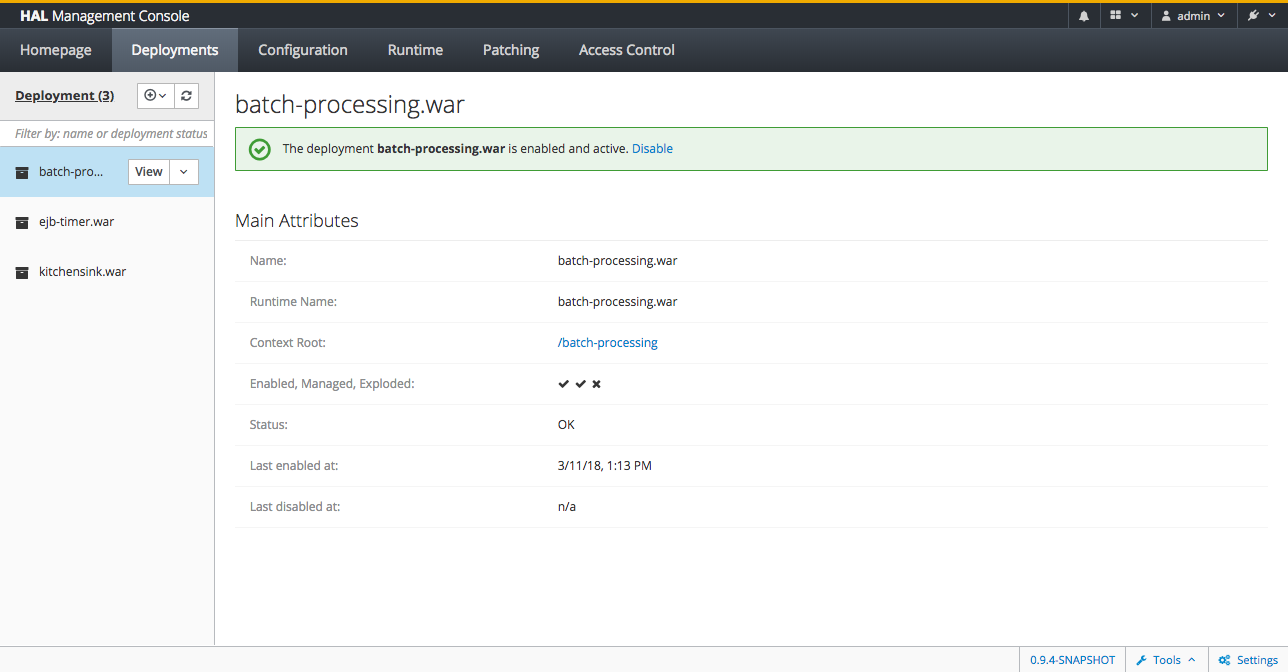 HAL Management Console
admin
Homepage Deployments Configuration Runtime Patching Access Control
Deployment (3)
Filter by: name or deployment status
batch-pro... View
ejb-timer.war
kitchensink.war
batch-processing.war
The deployment batch-processing.war is enabled and active. Disable
Main Attributes
Name: batch-processing.war
Runtime Name: batch-processing.war
Context Root: /batch-processing
Enabled, Managed, Exploded:
Status: OK
Last enabled at: 3/11/18, 1:13 PM
Last disabled at: n/a
0.9.4-SNAPSHOT Tools Settings